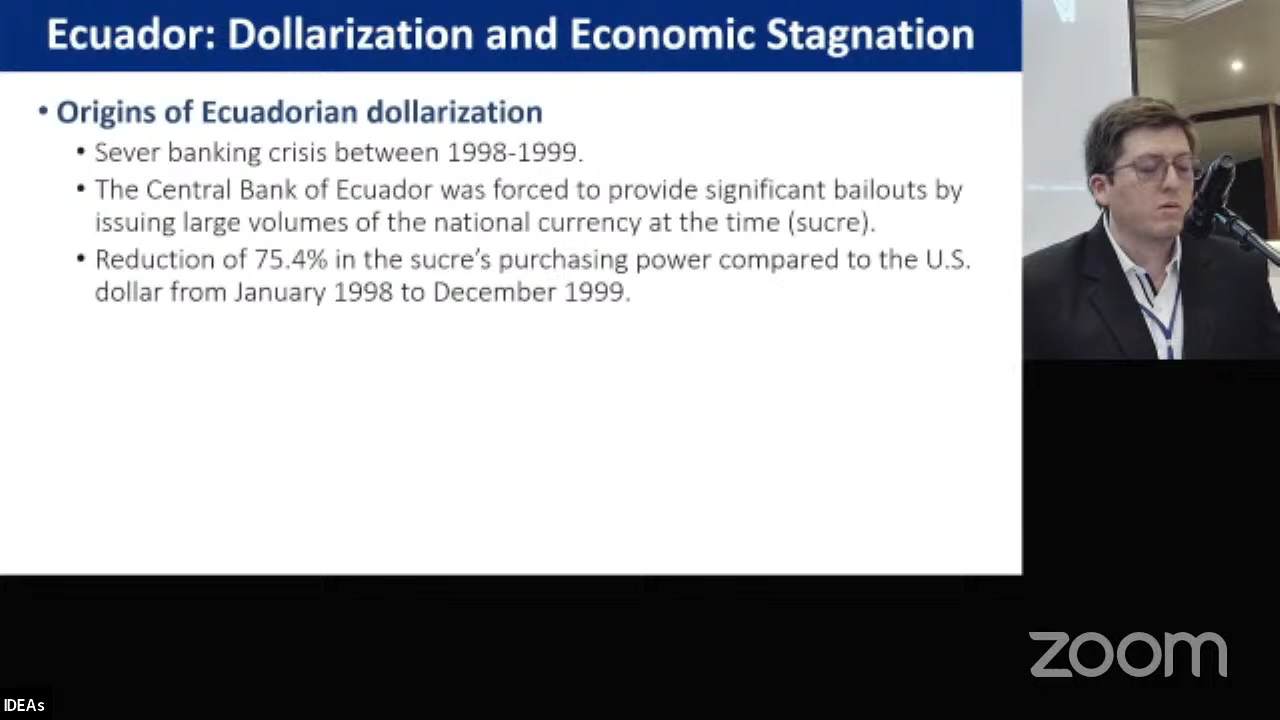 Ecuador: Dollarization and Economic Stagnation
• Origins of Ecuadorian dollarization
• Sever banking crisis between 1998-1999.
• The Central Bank of Ecuador was forced to provide significant bailouts by
issuing large volumes of the national currency at the time (sucre).
• Reduction of 75.4% in the sucre’s purchasing power compared to the U.S.
dollar from January 1998 to December 1999.
zoom
IDEAs